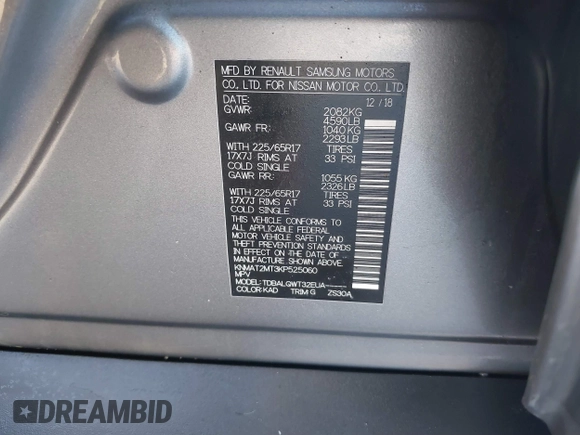 MFD BY RENAULT SAMSUNG MOTORS
CO. LTD. FOR NISSAN MOTOR CO. LTD.
DATE: 12/18
GVWR: 2082KG
4590LB
GAWR FR: 1040KG
2293LB
WITH 225/65R17 TIRES
17X7J RIMS AT 33 PSI
COLD SINGLE
GAWR RR: 1055KG
2326LB
WITH 225/65R17 TIRES
17X7J RIMS AT 33 PSI
COLD SINGLE
THIS VEHICLE CONFORMS TO
ALL APPLICABLE FEDERAL
MOTOR VEHICLE SAFETY AND
THEFT PREVENTION STANDARDS
IN EFFECT ON THE DATE OF
MANUFACTURE SHOWN ABOVE.
KNMAT2MT3KP525060
MPV
MODEL: TDBALGWT32EUA-----
COLOR: KAD TRIM: G ZS30A
DREAMBID